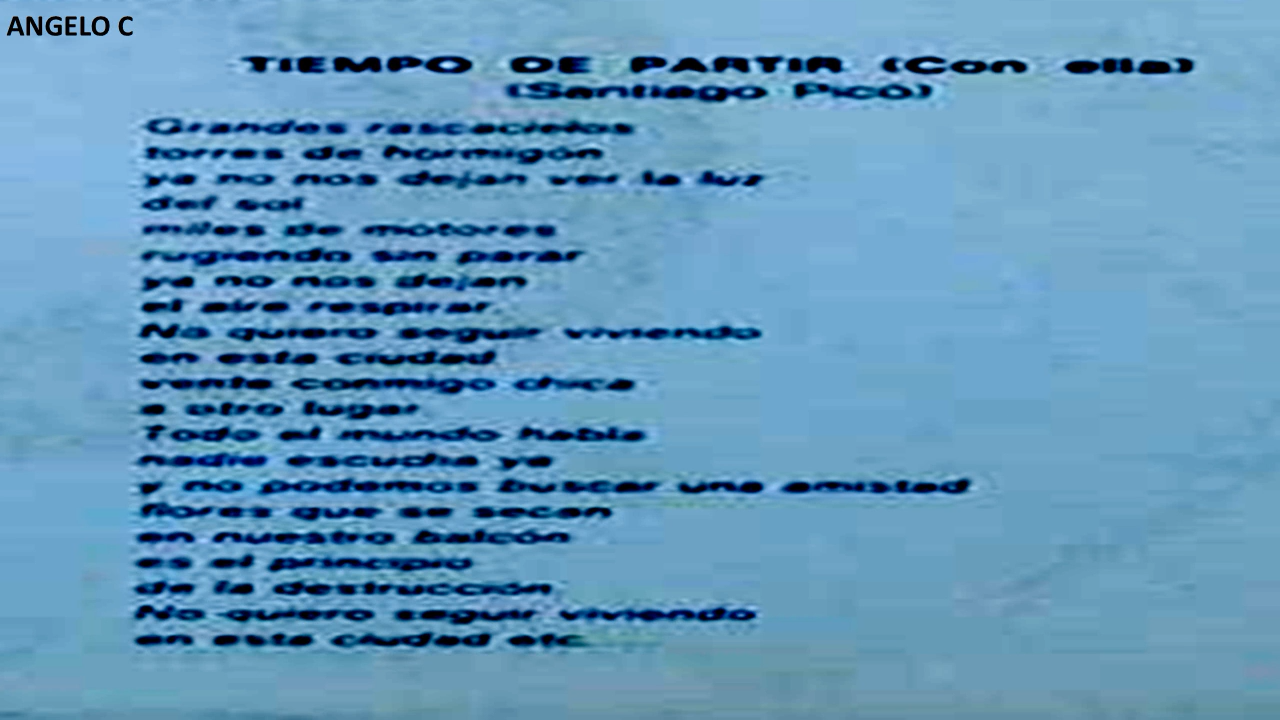 ANGELO C
TIEMPO DE PARTIR (Con ella)
(Santiago Picó)
Grandes rascacielos
torres de hormigón
ya no nos dejan ver la luz
del sol
miles de motores
rugiendo sin parar
ya no nos dejan
el aire respirar.
No quiero seguir viviendo
en esta ciudad
vente conmigo chica
a otro lugar.
Todo el mundo habla
nadie escucha ya
y no podemos buscar una amistad
flores que se secan
en nuestro balcón
es el principio
de la destrucción
No quiero seguir viviendo
en esta ciudad etc.....